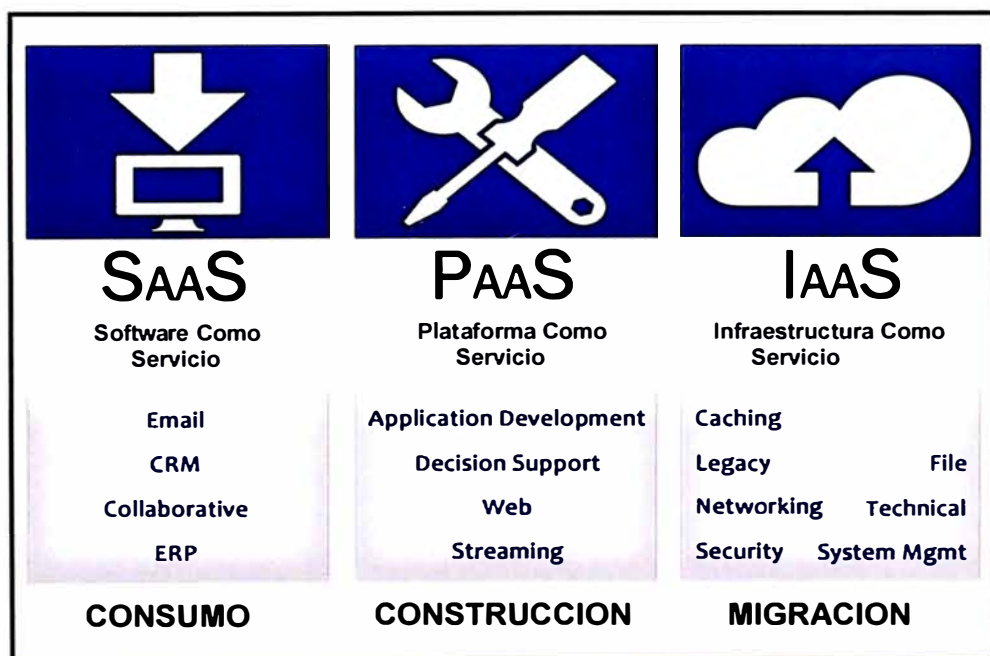 SAAS
Software Como
Servicio
Email
CRM
Collaborative
ERP
CONSUMO
PAAS
Plataforma Como
Servicio
Application Development
Decision Support
Web
Streaming
CONSTRUCCION
IAAS
Infraestructura Como
Servicio
Caching
Legacy File
Networking Technical
Security System Mgmt
MIGRACION